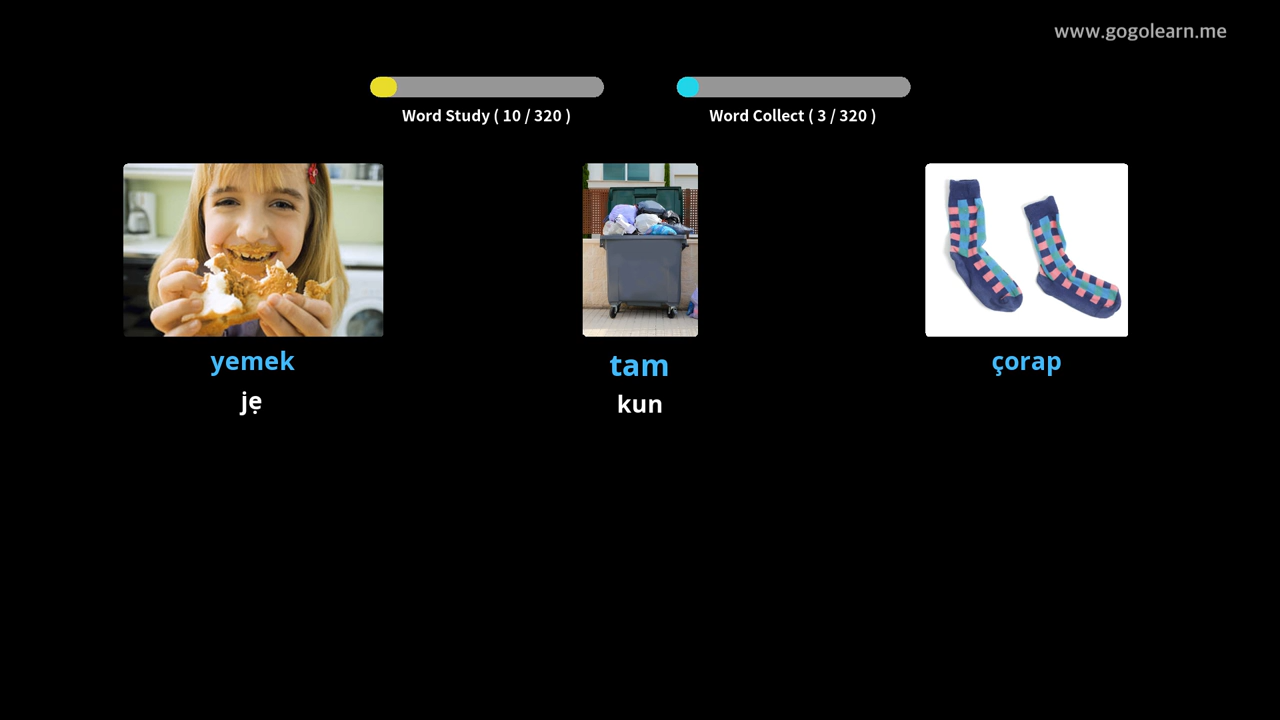 www.gogolearn.me
Word Study ( 10 / 320 )
Word Collect ( 3 / 320 )
yemek
jẹ
tam
kun
çorap